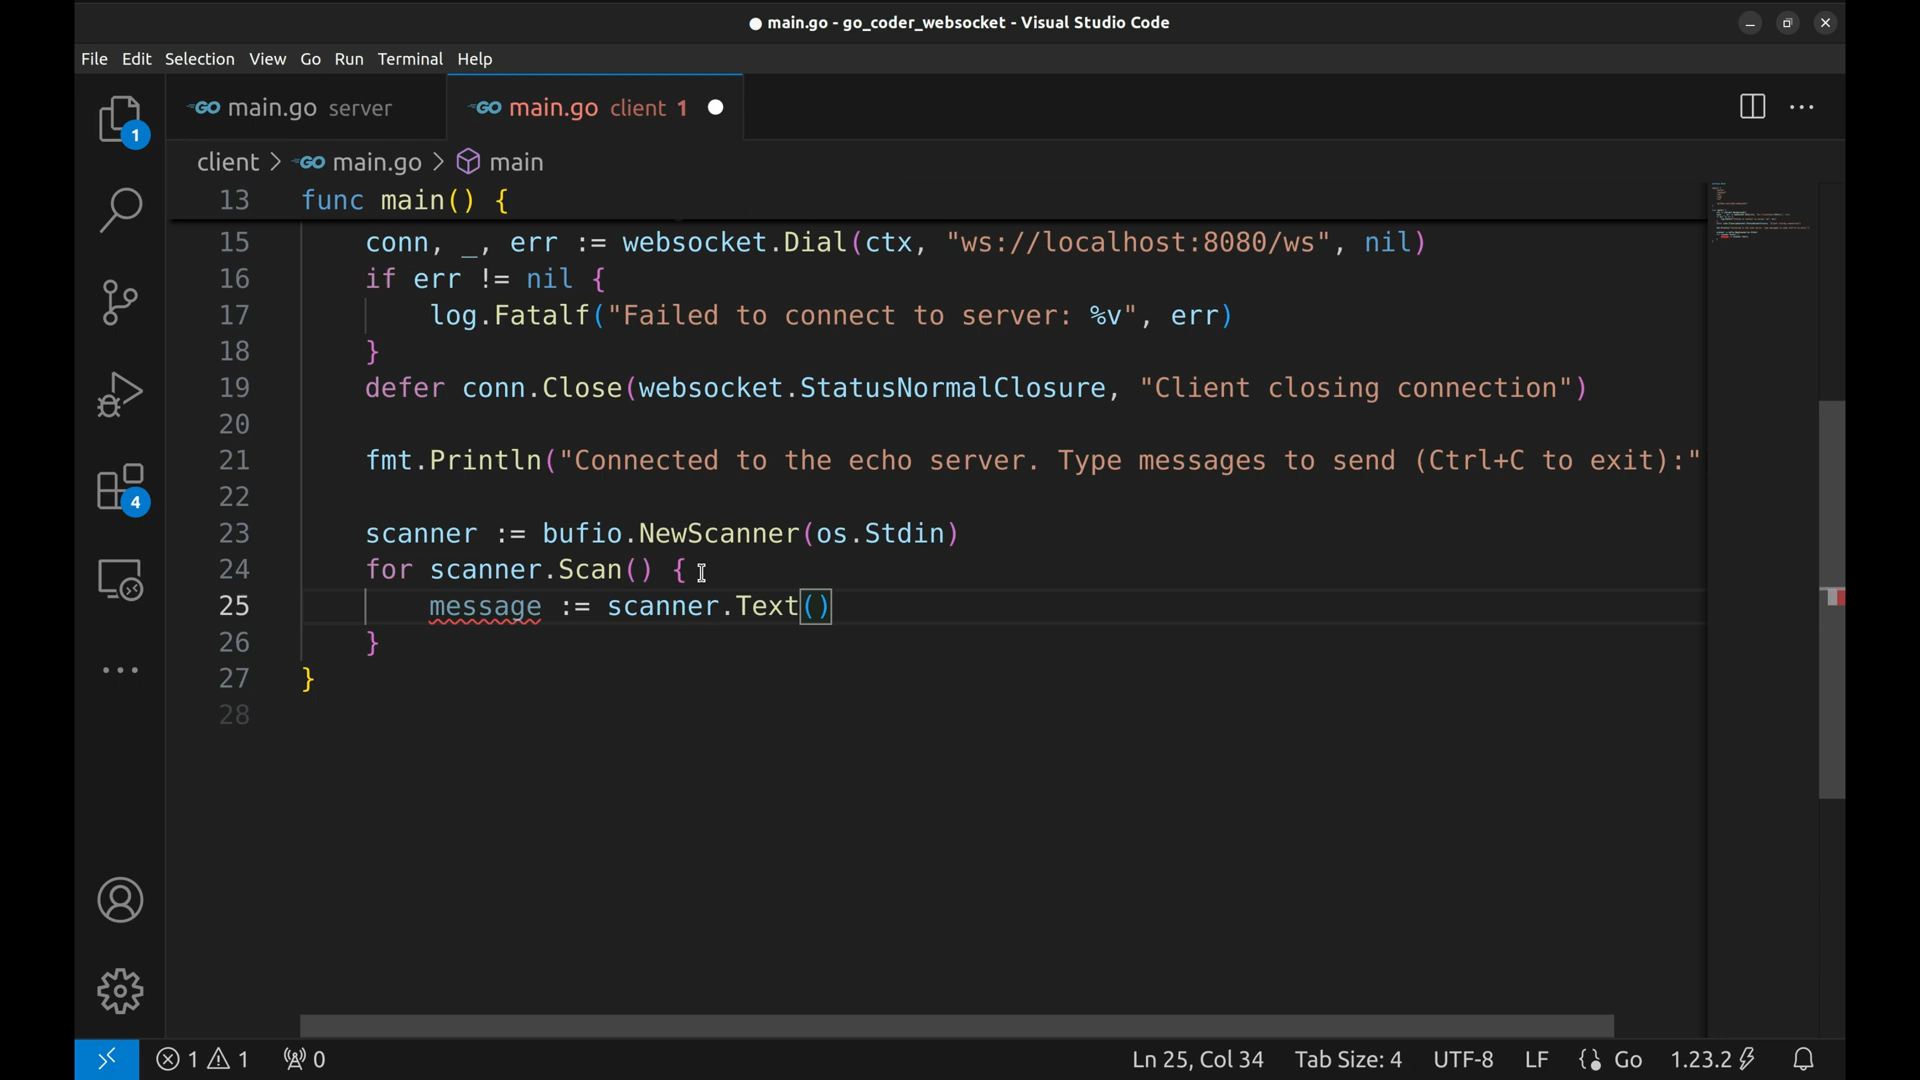 main.go - go_coder_websocket - Visual Studio Code
File Edit Selection View Go Run Terminal Help
GO main.go server GO main.go client 1
1
client > GO main.go > main
13 func main() {
15 conn, _, err := websocket.Dial(ctx, "ws://localhost:8080/ws", nil)
16 if err != nil {
17 log.Fatalf("Failed to connect to server: %v", err)
18 }
19 defer conn.Close(websocket.StatusNormalClosure, "Client closing connection")
20
21 fmt.Println("Connected to the echo server. Type messages to send (Ctrl+C to exit):"
22
4
23 scanner := bufio.NewScanner(os.Stdin)
24 for scanner.Scan() {
25 message := scanner.Text()
26 }
27 }
28
1 1 0 Ln 25, Col 34 Tab Size: 4 UTF-8 LF {} Go 1.23.2